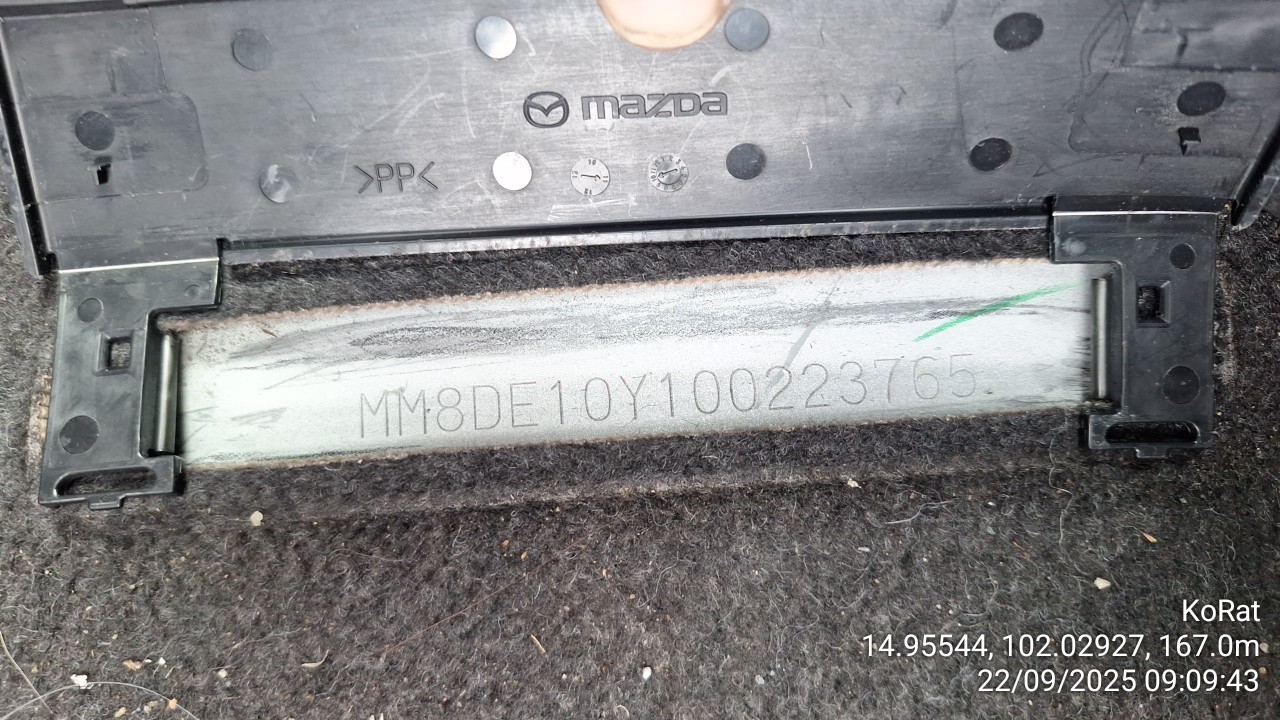 mazda
>PP<
MM8DE10Y100223765
KoRat
14.95544, 102.02927, 167.0m
22/09/2025 09:09:43